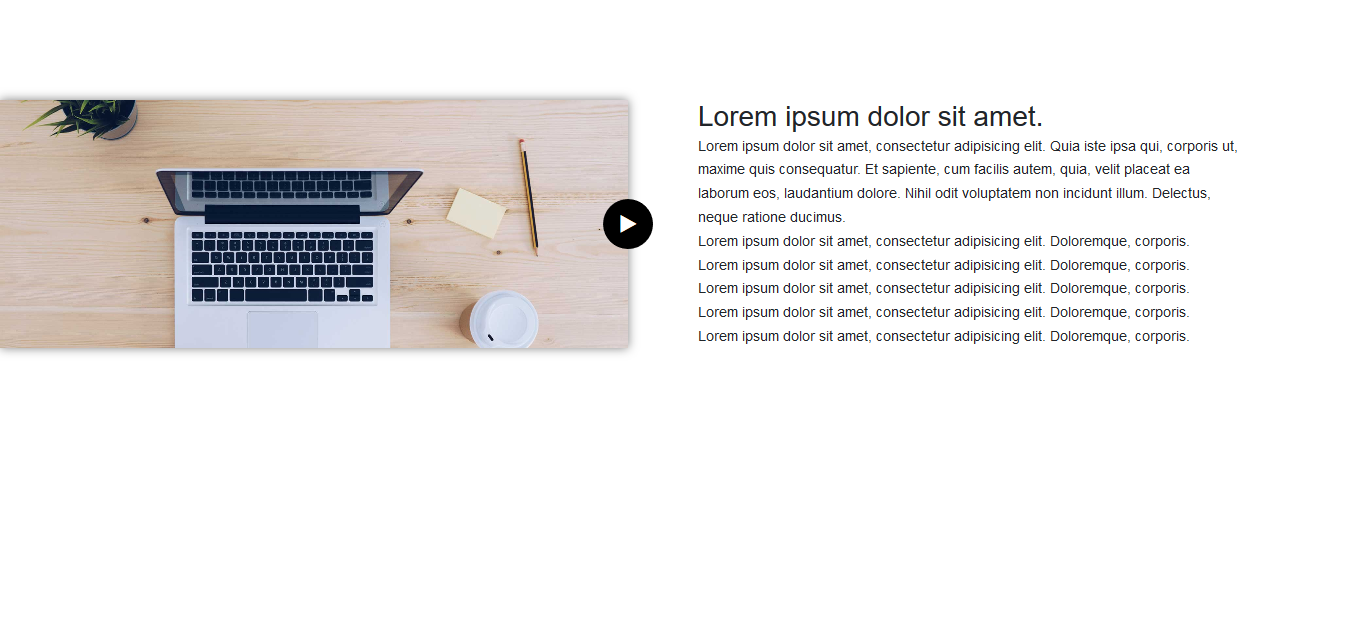 Lorem ipsum dolor sit amet.
Lorem ipsum dolor sit amet, consectetur adipisicing elit. Quia iste ipsa qui, corporis ut,
maxime quis consequatur. Et sapiente, cum facilis autem, quia, velit placeat ea
laborum eos, laudantium dolore. Nihil odit voluptatem non incidunt illum. Delectus,
neque ratione ducimus.
Lorem ipsum dolor sit amet, consectetur adipisicing elit. Doloremque, corporis.
Lorem ipsum dolor sit amet, consectetur adipisicing elit. Doloremque, corporis.
Lorem ipsum dolor sit amet, consectetur adipisicing elit. Doloremque, corporis.
Lorem ipsum dolor sit amet, consectetur adipisicing elit. Doloremque, corporis.
Lorem ipsum dolor sit amet, consectetur adipisicing elit. Doloremque, corporis.